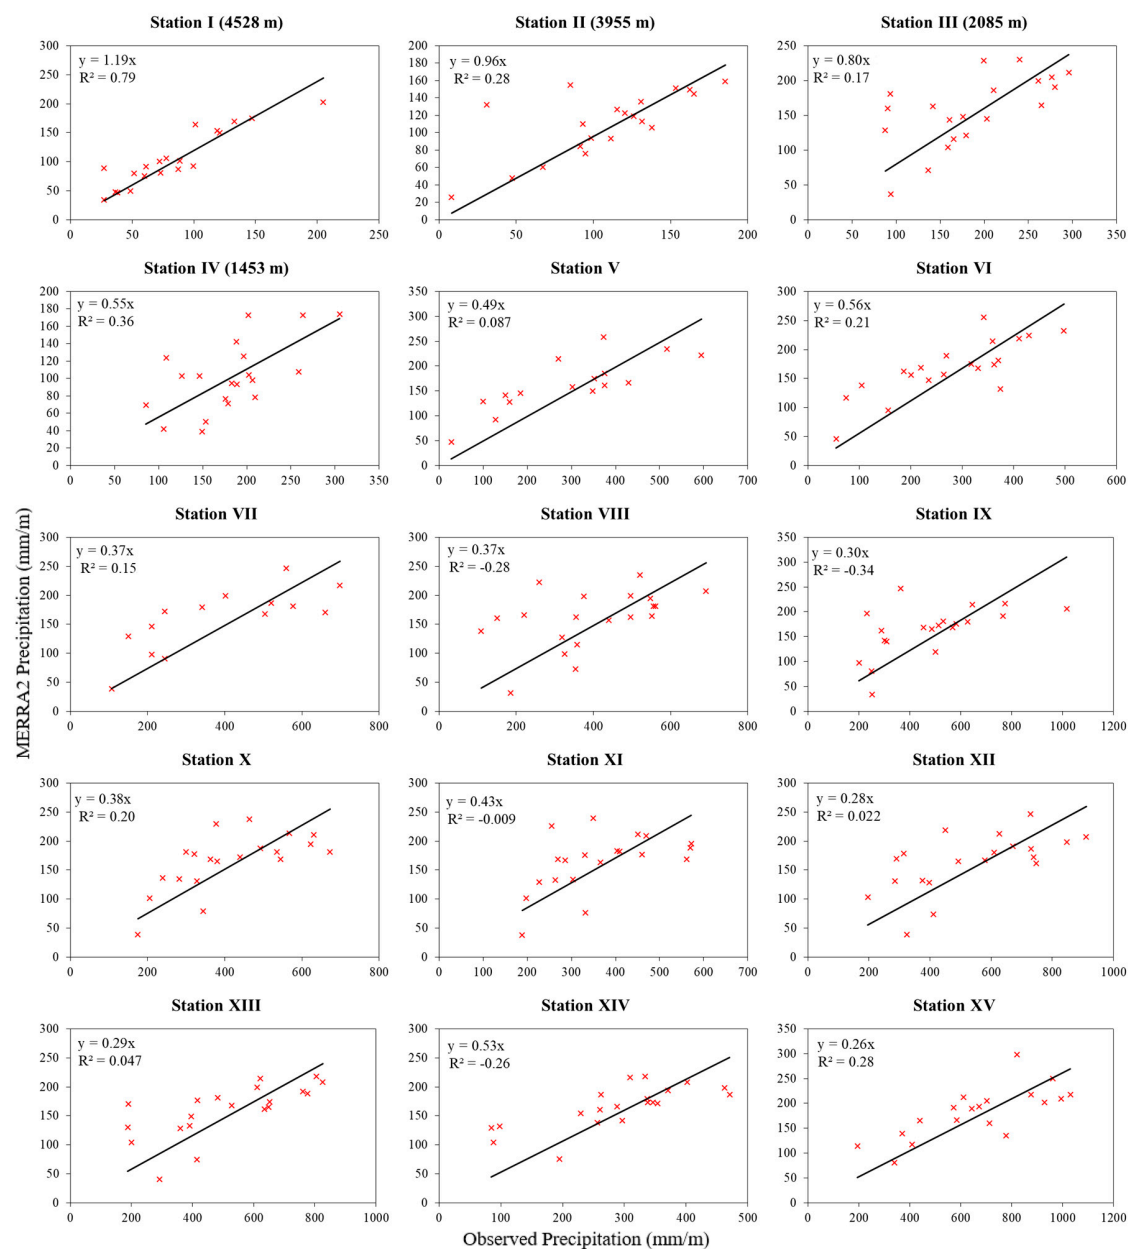 Station I (4528 m)
y = 1.19x
R² = 0.79
300
250
200
150
100
50
0
0 50 100 150 200 250
Station II (3955 m)
y = 0.96x
R² = 0.28
200
180
160
140
120
100
80
60
40
20
0
0 50 100 150 200
Station III (2085 m)
y = 0.80x
R² = 0.17
250
200
150
100
50
0
0 50 100 150 200 250 300 350
Station IV (1453 m)
y = 0.55x
R² = 0.36
200
180
160
140
120
100
80
60
40
20
0
0 50 100 150 200 250 300 350
Station V
y = 0.49x
R² = 0.087
350
300
250
200
150
100
50
0
0 100 200 300 400 500 600 700
Station VI
y = 0.56x
R² = 0.21
300
250
200
150
100
50
0
0 100 200 300 400 500 600
MERRA2 Precipitation (mm/m)
Station VII
y = 0.37x
R² = 0.15
300
250
200
150
100
50
0
0 200 400 600 800
Station VIII
y = 0.37x
R² = -0.28
300
250
200
150
100
50
0
0 200 400 600 800
Station IX
y = 0.30x
R² = -0.34
350
300
250
200
150
100
50
0
0 200 400 600 800 1000 1200
Station X
y = 0.38x
R² = 0.20
300
250
200
150
100
50
0
0 200 400 600 800
Station XI
y = 0.43x
R² = -0.009
300
250
200
150
100
50
0
0 100 200 300 400 500 600 700
Station XII
y = 0.28x
R² = 0.022
300
250
200
150
100
50
0
0 200 400 600 800 1000
Station XIII
y = 0.29x
R² = 0.047
300
250
200
150
100
50
0
0 200 400 600 800 1000
Station XIV
y = 0.53x
R² = -0.26
300
250
200
150
100
50
0
0 100 200 300 400 500
Station XV
y = 0.26x
R² = 0.28
350
300
250
200
150
100
50
0
0 200 400 600 800 1000 1200
Observed Precipitation (mm/m)